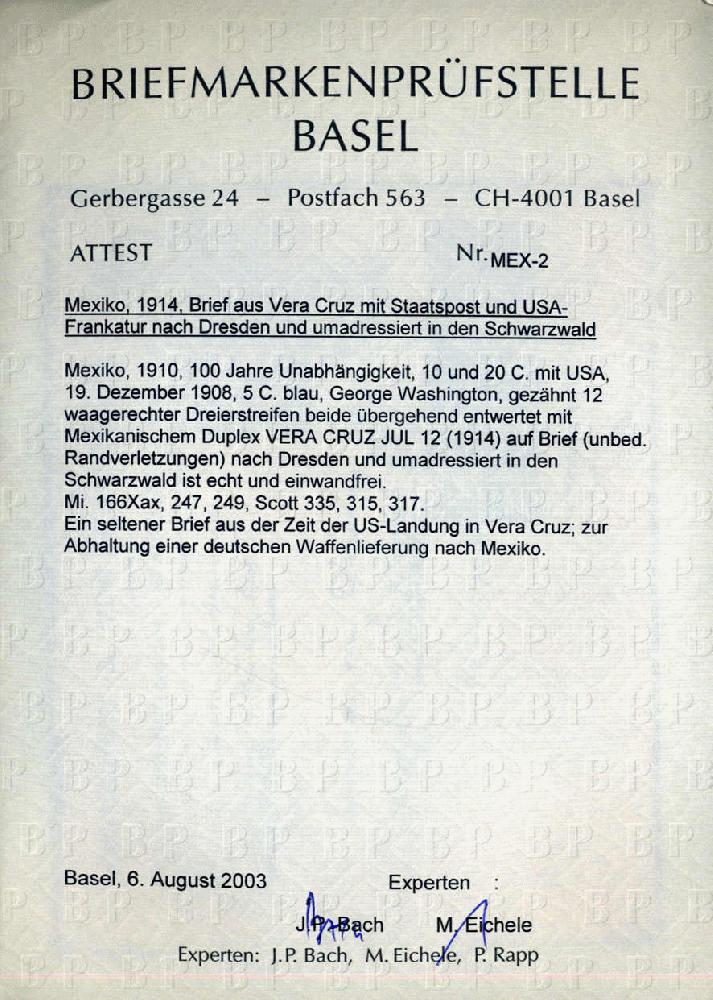 BRIEFMARKENPRÜFSTELLE
BASEL
Gerbergasse 24 – Postfach 563 – CH-4001 Basel
ATTEST Nr. MEX-2
Mexiko, 1914, Brief aus Vera Cruz mit Staatspost und USA-
Frankatur nach Dresden und umadressiert in den Schwarzwald
Mexiko, 1910, 100 Jahre Unabhängigkeit, 10 und 20 C. mit USA,
19. Dezember 1908, 5 C. blau, George Washington, gezähnt 12
waagerechter Dreierstreifen beide übergehend entwertet mit
Mexikanischem Duplex VERA CRUZ JUL 12 (1914) auf Brief (unbed.
Randverletzungen) nach Dresden und umadressiert in den
Schwarzwald ist echt und einwandfrei.
Mi. 166Xax, 247, 249, Scott 335, 315, 317.
Ein seltener Brief aus der Zeit der US-Landung in Vera Cruz; zur
Abhaltung einer deutschen Waffenlieferung nach Mexiko.
Basel, 6. August 2003 Experten :
J.P. Bach M. Eichele
Experten: J.P. Bach, M. Eichele, P. Rapp